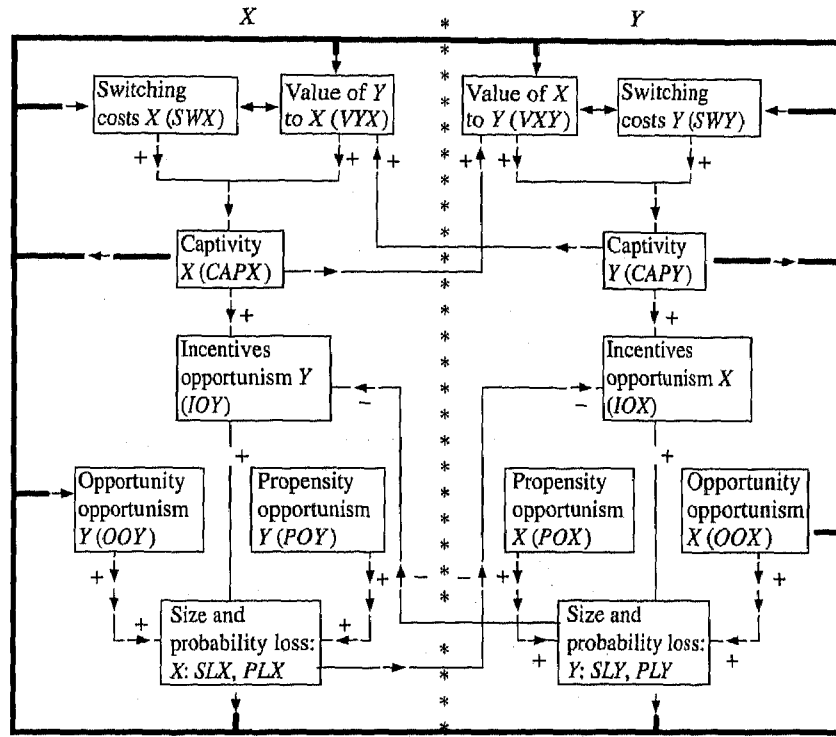 X
Y
Switching
costs X (SWX)
Value of Y
to X (VYX)
Value of X
to Y (VXY)
Switching
costs Y (SWY)
+
+
+
+
+
+
Captivity
X (CAPX)
Captivity
Y (CAPY)
+
+
Incentives
opportunism Y
(IOY)
Incentives
opportunism X
(IOX)
−
−
+
+
Opportunity
opportunism
Y (OOY)
Propensity
opportunism
Y (POY)
Propensity
opportunism
X (POX)
Opportunity
opportunism
X (OOX)
+
+
−
−
+
+
+
+
Size and
probability loss:
X: SLX, PLX
Size and
probability loss:
Y: SLY, PLY
+
+